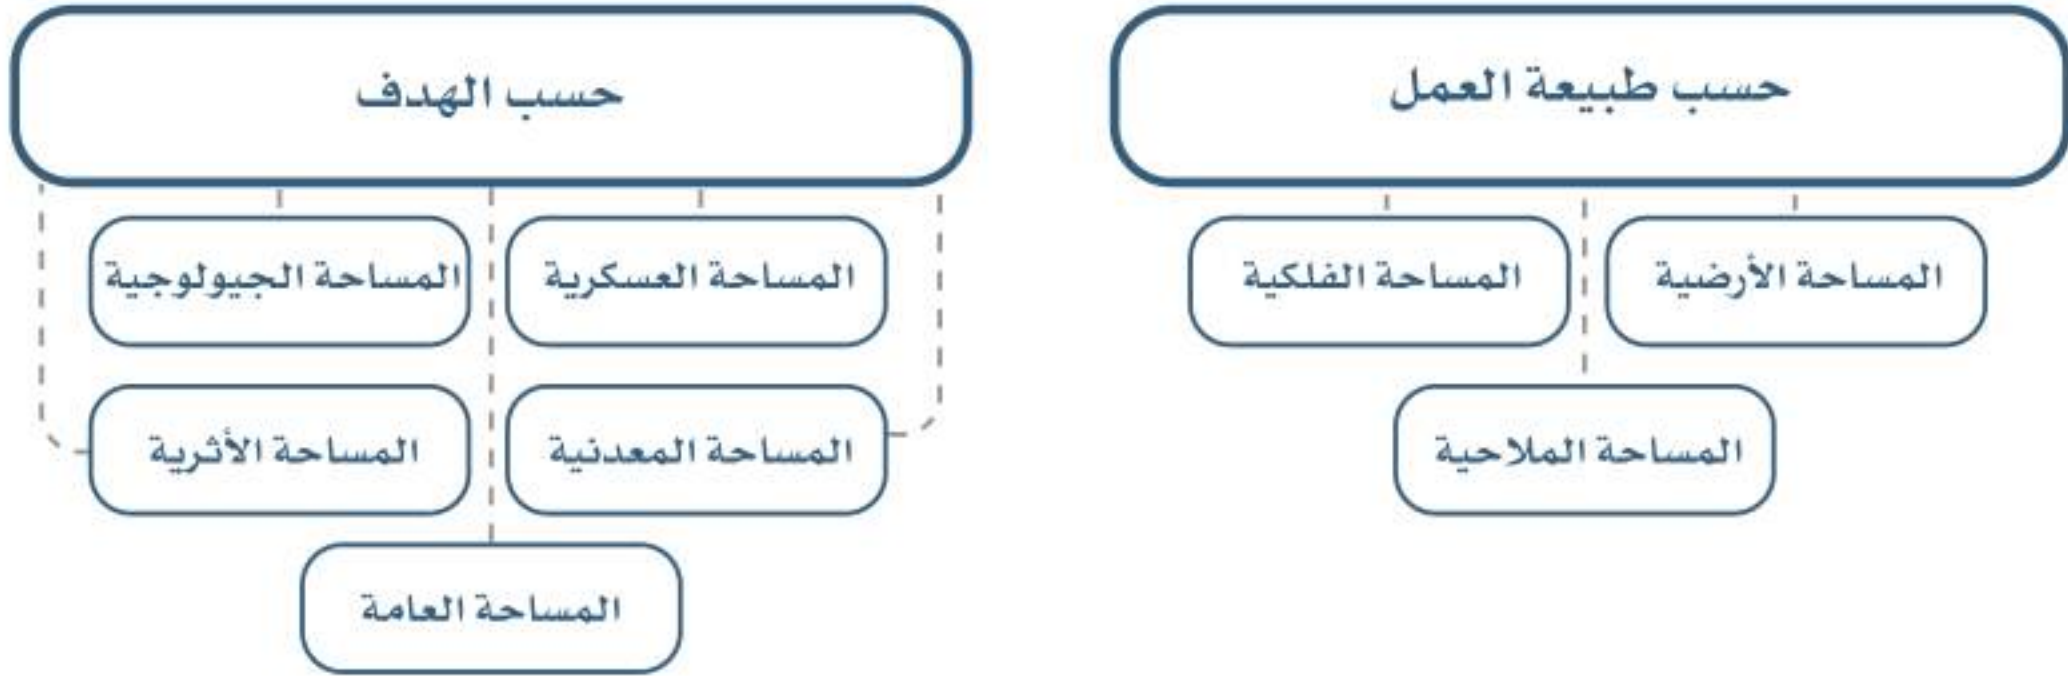 حسب طبيعة العمل
المساحة الأرضية
المساحة الفلكية
المساحة الملاحية
حسب الهدف
المساحة العسكرية
المساحة الجيولوجية
المساحة المعدنية
المساحة الأثرية
المساحة العامة